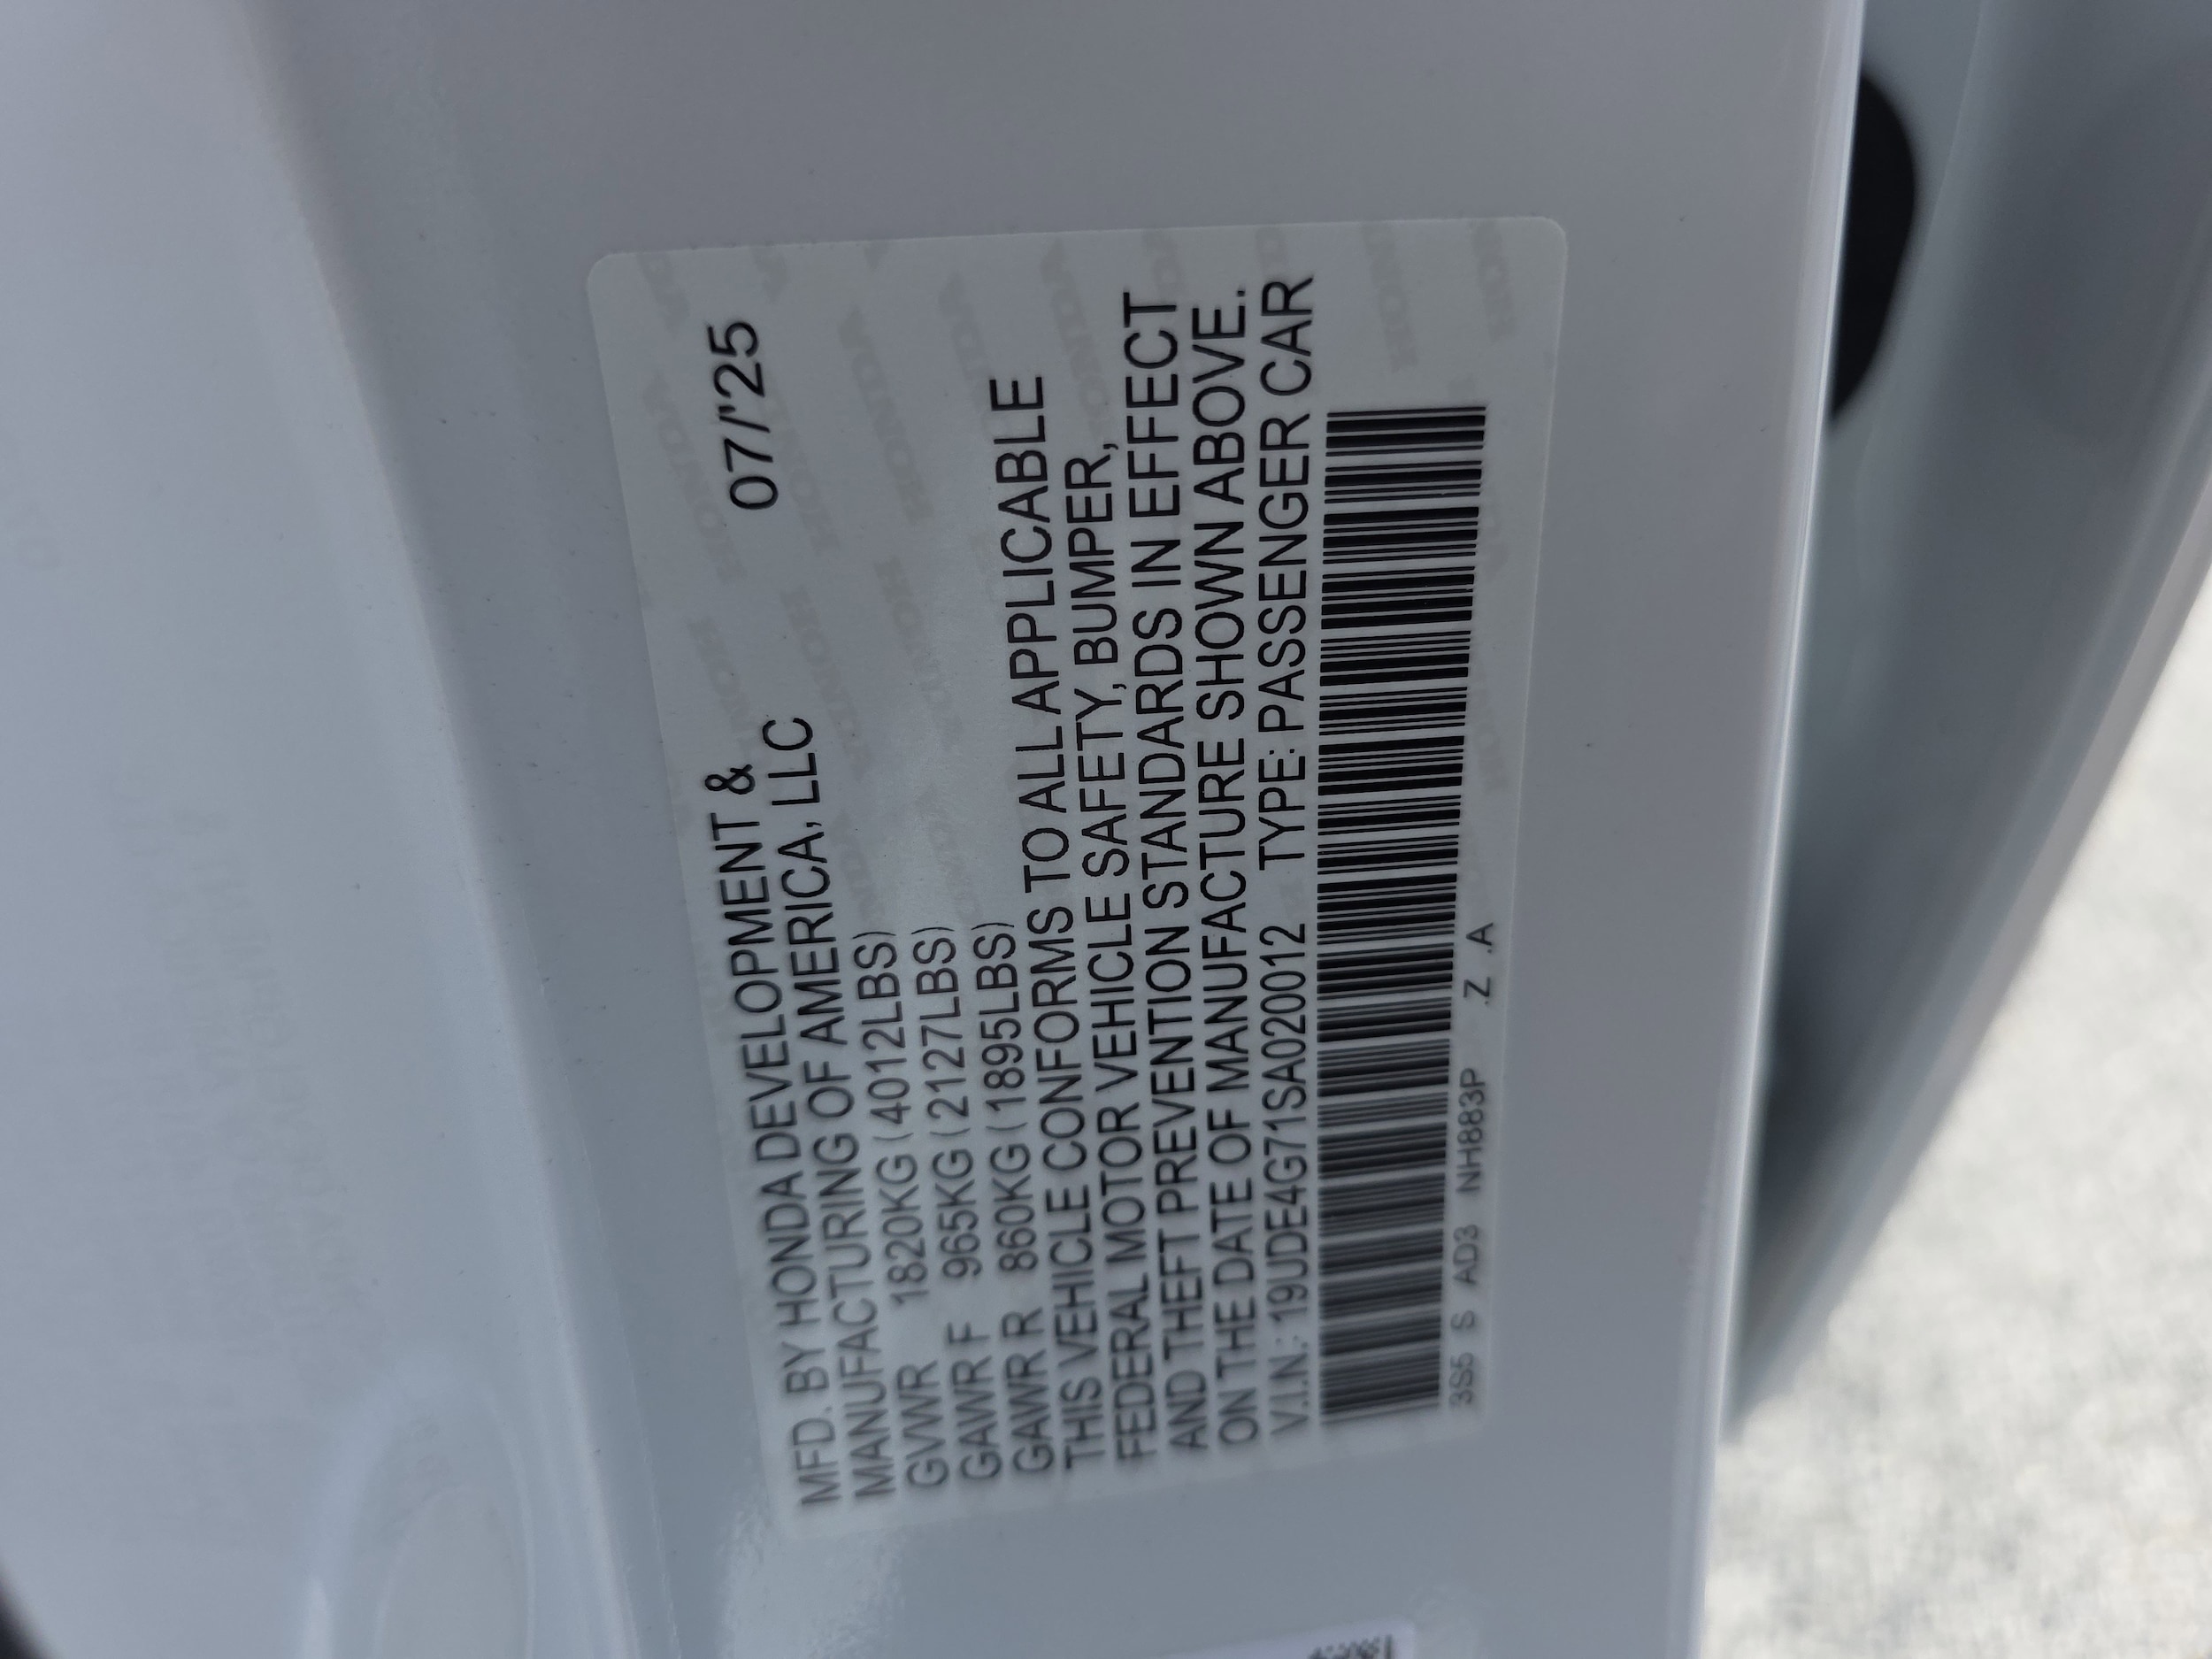 MFD. BY HONDA DEVELOPMENT & 07/'25
MANUFACTURING OF AMERICA, LLC
GVWR 1820KG (4012LBS)
GAWR F 965KG (2127LBS)
GAWR R 860KG (1895LBS)
THIS VEHICLE CONFORMS TO ALL APPLICABLE
FEDERAL MOTOR VEHICLE SAFETY, BUMPER,
AND THEFT PREVENTION STANDARDS IN EFFECT
ON THE DATE OF MANUFACTURE SHOWN ABOVE.
V.I.N.: 19UDE4G71SA020012 TYPE: PASSENGER CAR
3S5 S AD3 NH883P .Z .A